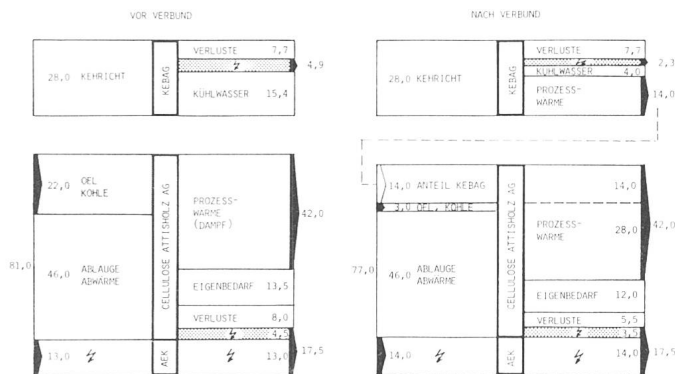 VOR VERBUND
28,0 KEHRICHT
KEBAG
VERLUSTE 7,7
4,9
KÜHLWASSER 15,4
22,0 OEL
KOHLE
81,0
46,0 ABLAUGE
ABWÄRME
13,0
CELLULOSE ATTISHOLZ AG
AEK
PROZESS-
WÄRME
(DAMPF)
42,0
EIGENBEDARF 13,5
VERLUSTE 8,0
4,5
13,0
17,5
NACH VERBUND
28,0 KEHRICHT
KEBAG
VERLUSTE 7,7
2,3
KÜHLWASSER 4,0
PROZESS-
WÄRME
14,0
14,0 ANTEIL KEBAG
3,0 OEL, KOHLE
77,0
46,0 ABLAUGE
ABWÄRME
14,0
CELLULOSE ATTISHOLZ AG
AEK
14,0
PROZESS-
WÄRME
28,0
42,0
EIGENBEDARF 12,0
VERLUSTE 5,5
3,5
14,0
17,5